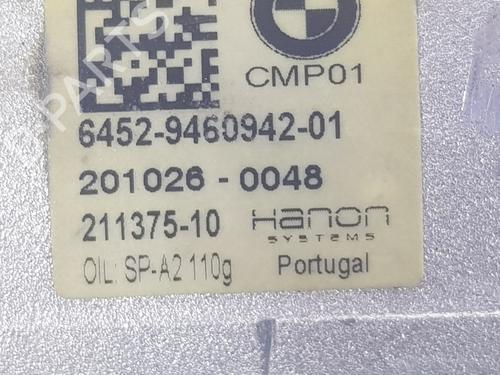 CMP01
6452-9460942-01
201026 - 0048
211375-10 Hanon
SYSTEMS
OIL: SP-A2 110g Portugal